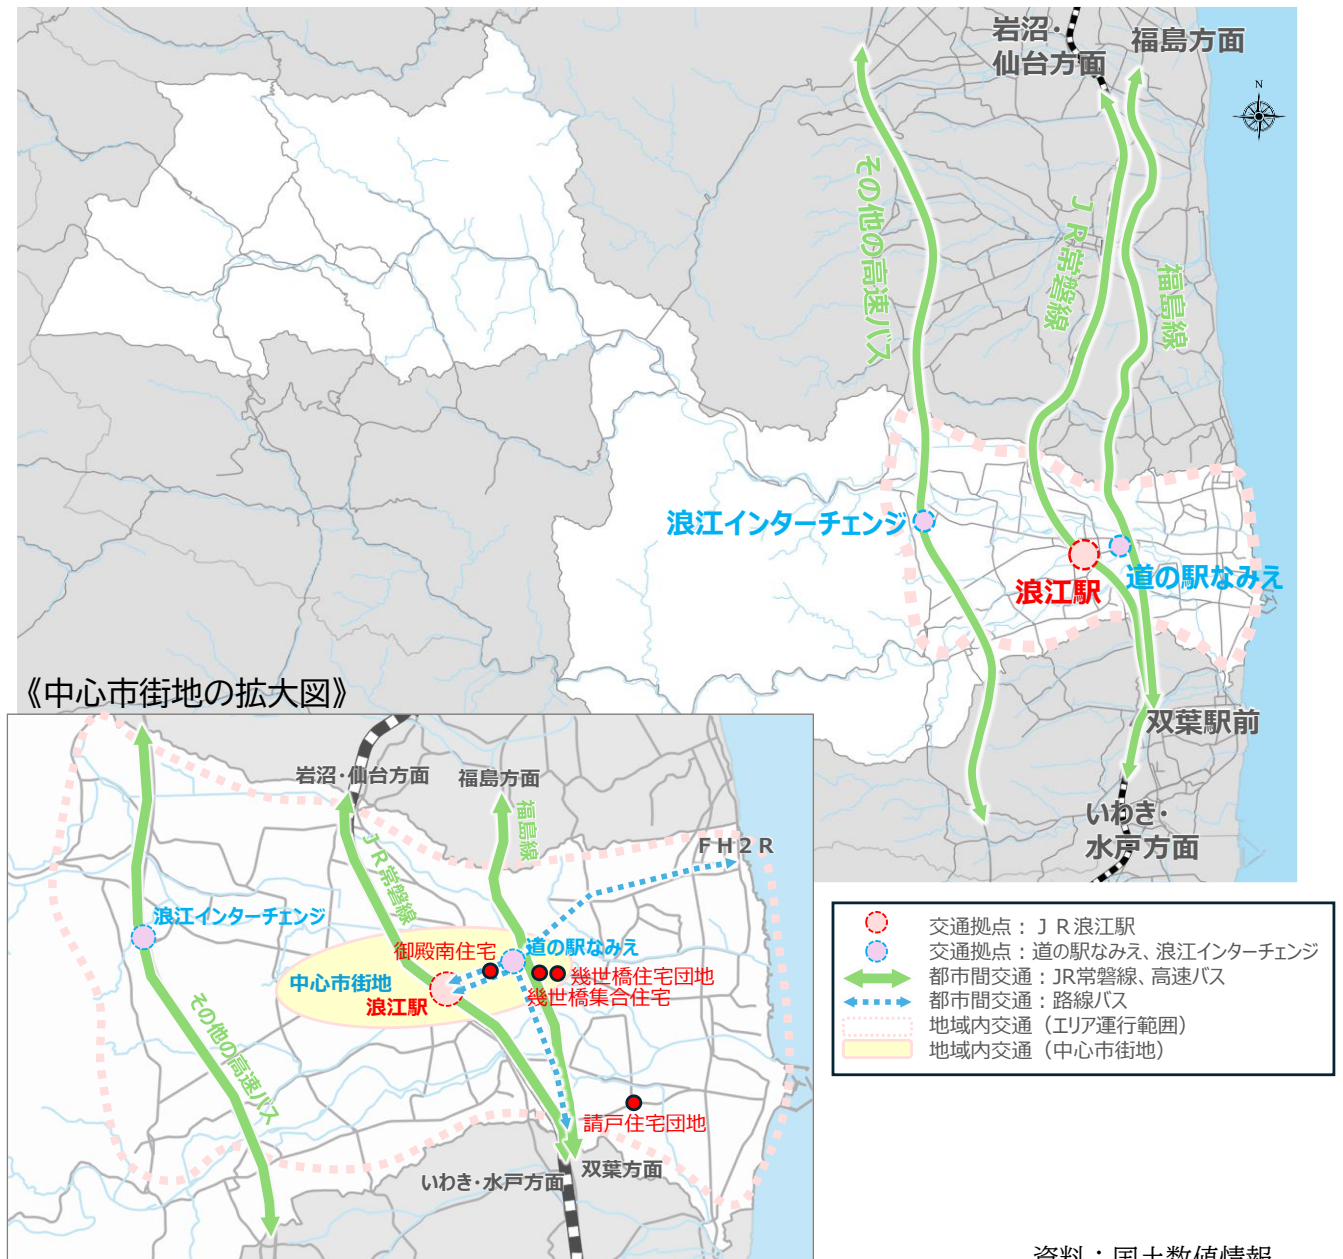 岩沼・
仙台方面
福島方面
N
その他の高速バス
ＪＲ常磐線
福島線
浪江インターチェンジ
浪江駅
道の駅なみえ
双葉駅前
いわき・
水戸方面
《中心市街地の拡大図》
岩沼・仙台方面
福島方面
福島線
ＪＲ常磐線
ＦＨ２Ｒ
浪江インターチェンジ
御殿南住宅
道の駅なみえ
中心市街地
幾世橋住宅団地
浪江駅
幾世橋集合住宅
その他の高速バス
請戸住宅団地
いわき・水戸方面
双葉方面
交通拠点：ＪＲ浪江駅
交通拠点：道の駅なみえ、浪江インターチェンジ
都市間交通：JR常磐線、高速バス
都市間交通：路線バス
地域内交通（エリア運行範囲）
地域内交通（中心市街地）
資料：国土数値情報